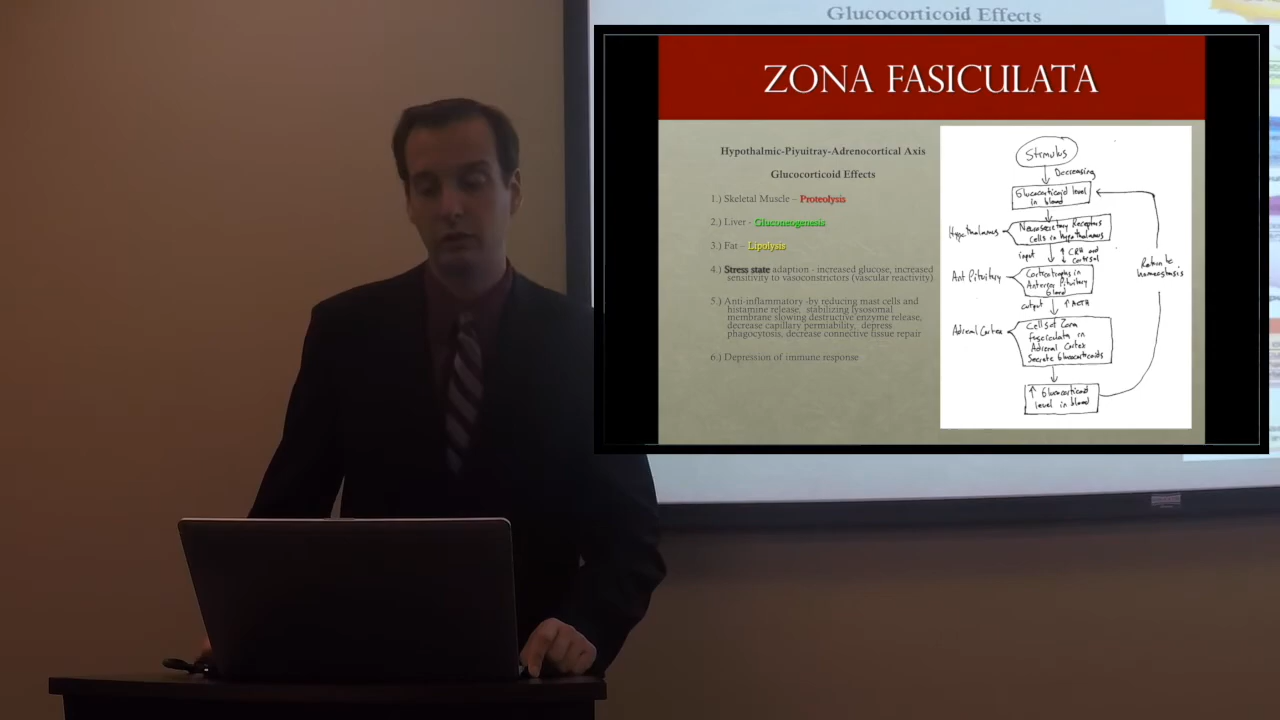 Glucocorticoid Effects
ZONA FASICULATA
Hypothalmic-Piyuitray-Adrenocortical Axis
Glucocorticoid Effects
1.) Skeletal Muscle – Proteolysis
2.) Liver - Gluconeogenesis
3.) Fat – Lipolysis
4.) Stress state adaption - increased glucose, increased
sensitivity to vasoconstrictors (vascular reactivity)
5.) Anti-inflammatory -by reducing mast cells and
histamine release, stabilizing lysosomal
membrane slowing destructive enzyme release,
decrease capillary permiability, depress
phagocytosis, decrease connective tissue repair
6.) Depression of immune response
Stimulus
Decreasing
Glucocorticoid level
in blood
Hypothalamus
Neurosecretory Receptors
cells in hypothalamus
input
↑ CRH and
↓ cortisol
Ant Pituitary
Corticotrophs in
Anterior Pituitary
output ↑ ACTH
Adrenal Cortex
Cells of Zona
Fasiculata in
Adrenal Cortex
Secrete Glucocorticoids
↑ Glucocorticoid
level in blood
Return to
homeostasis